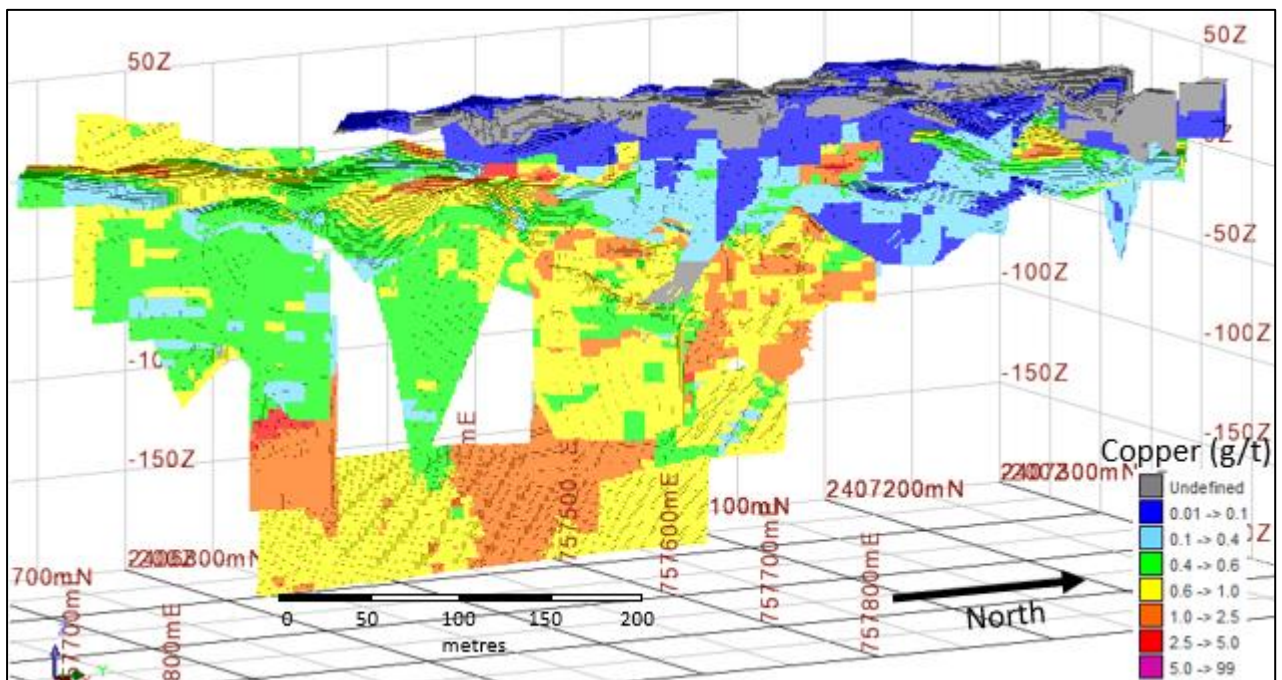 50Z
50Z
-50Z
-100Z
-100Z
-150Z
-150Z
Copper (g/t)
Undefined
0.01 -> 0.1
0.1 -> 0.4
0.4 -> 0.6
0.6 -> 1.0
1.0 -> 2.5
2.5 -> 5.0
5.0 -> 99
2407200mN
100mN
700mN
757500
757600mE
757700mE
757800mE
800mE
mE
0 50 100 150 200
metres
North